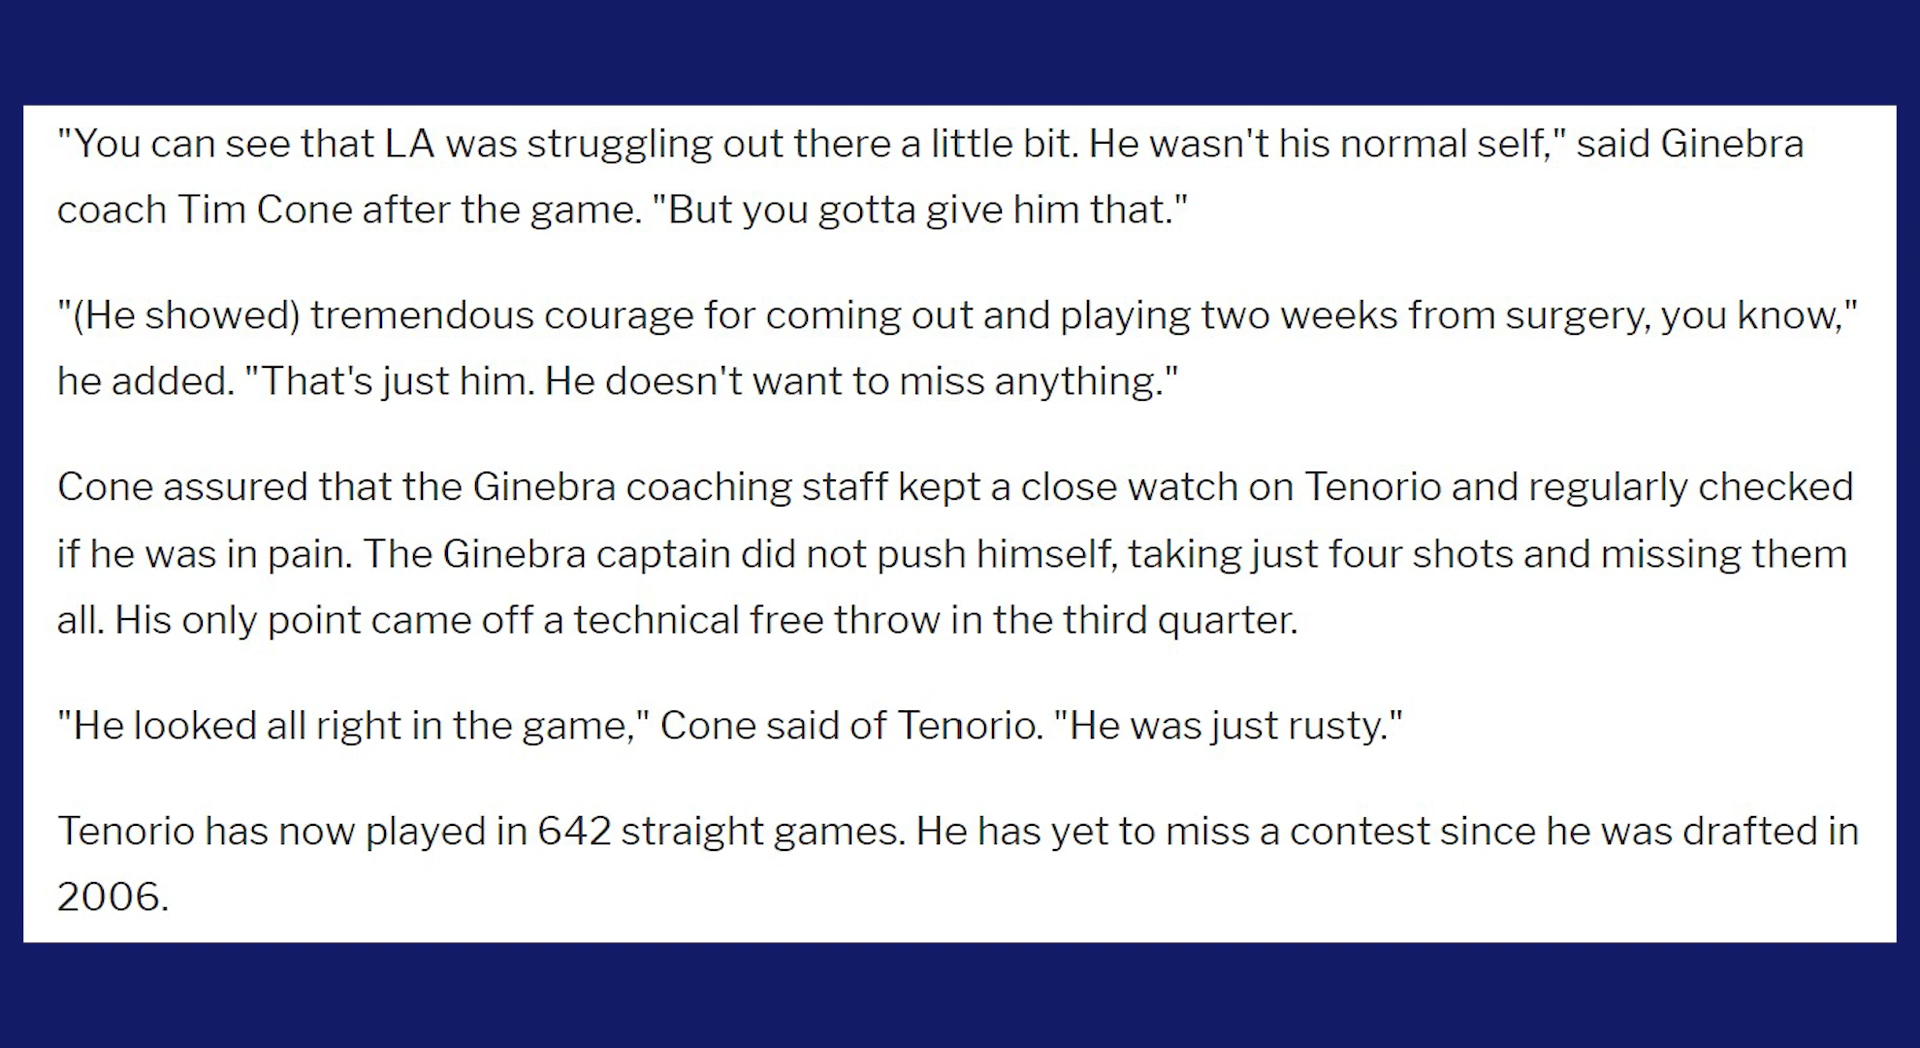 "You can see that LA was struggling out there a little bit. He wasn't his normal self," said Ginebra
coach Tim Cone after the game. "But you gotta give him that."
"(He showed) tremendous courage for coming out and playing two weeks from surgery, you know,"
he added. "That's just him. He doesn't want to miss anything."
Cone assured that the Ginebra coaching staff kept a close watch on Tenorio and regularly checked
if he was in pain. The Ginebra captain did not push himself, taking just four shots and missing them
all. His only point came off a technical free throw in the third quarter.
"He looked all right in the game," Cone said of Tenorio. "He was just rusty."
Tenorio has now played in 642 straight games. He has yet to miss a contest since he was drafted in
2006.